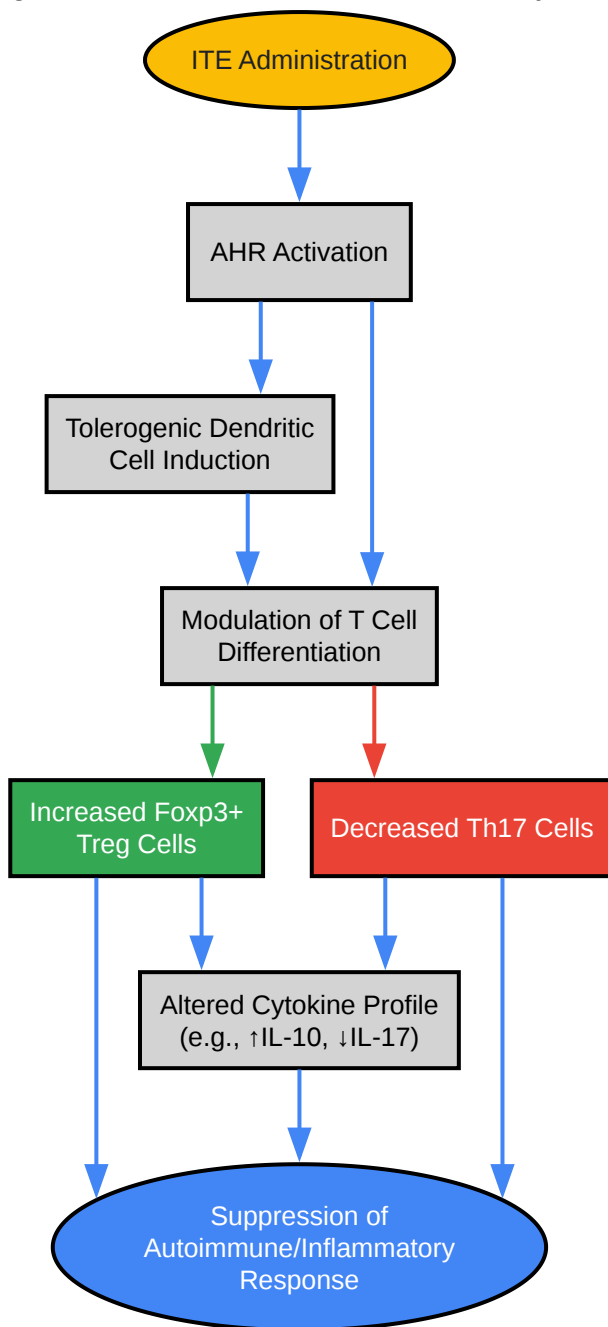 ITE Administration
AHR Activation
Tolerogenic Dendritic
Cell Induction
Modulation of T Cell
Differentiation
Increased Foxp3+
Treg Cells
Decreased Th17 Cells
Altered Cytokine Profile
(e.g., ↑IL-10, ↓IL-17)
Suppression of
Autoimmune/Inflammatory
Response